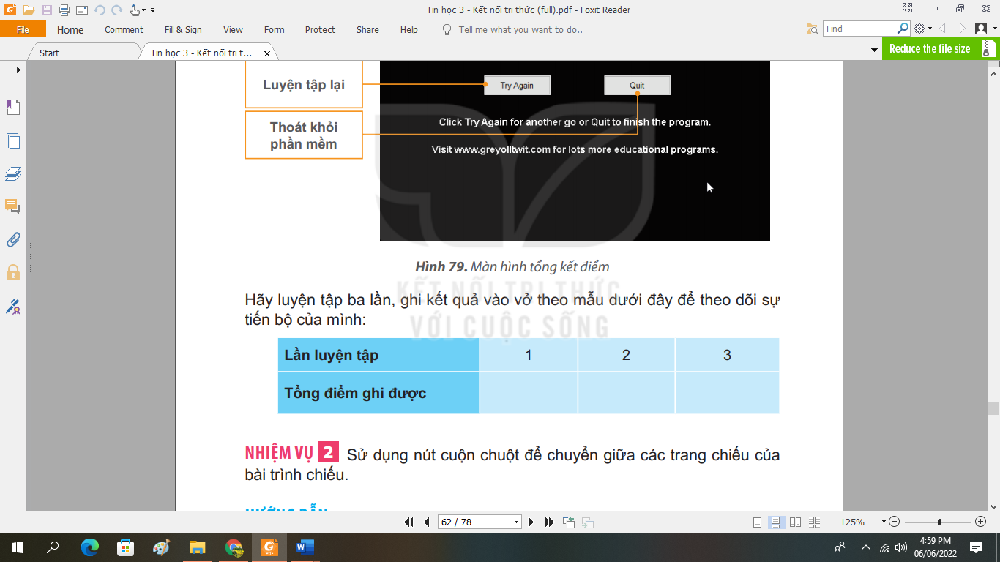 Tin học 3 - Kết nối tri thức (full).pdf - Foxit Reader
File Home Comment Fill & Sign View Form Protect Share Help Tell me what you want to do.. Find
Start Tin học 3 - Kết nối tri t... Reduce the file size
Luyện tập lại
Try Again Quit
Thoát khỏi
phần mềm
Click Try Again for another go or Quit to finish the program.
Visit www.greyolltwit.com for lots more educational programs.
Hình 79. Màn hình tổng kết điểm
KẾT NỐI TRI THỨC
VỚI CUỘC SỐNG
Hãy luyện tập ba lần, ghi kết quả vào vở theo mẫu dưới đây để theo dõi sự
tiến bộ của mình:
Lần luyện tập 1 2 3
Tổng điểm ghi được
NHIỆM VỤ 2 Sử dụng nút cuộn chuột để chuyển giữa các trang chiếu của
bài trình chiếu.
HƯỚNG DẪN
62 / 78 125%
4:59 PM
06/06/2022